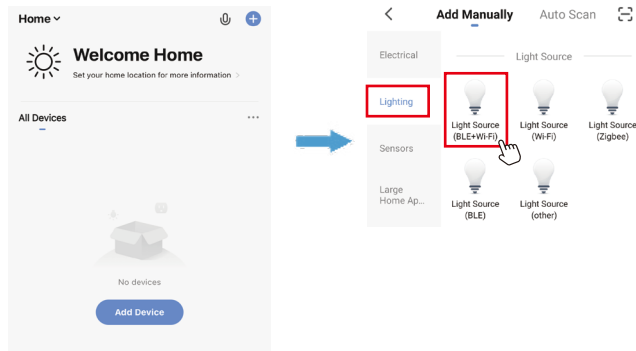 Home
Welcome Home
Set your home location for more information >
All Devices
No devices
Add Device
Add Manually
Auto Scan
Electrical
Lighting
Sensors
Large
Home Ap...
Light Source
Light Source
(BLE+Wi-Fi)
Light Source
(Wi-Fi)
Light Source
(Zigbee)
Light Source
(BLE)
Light Source
(other)